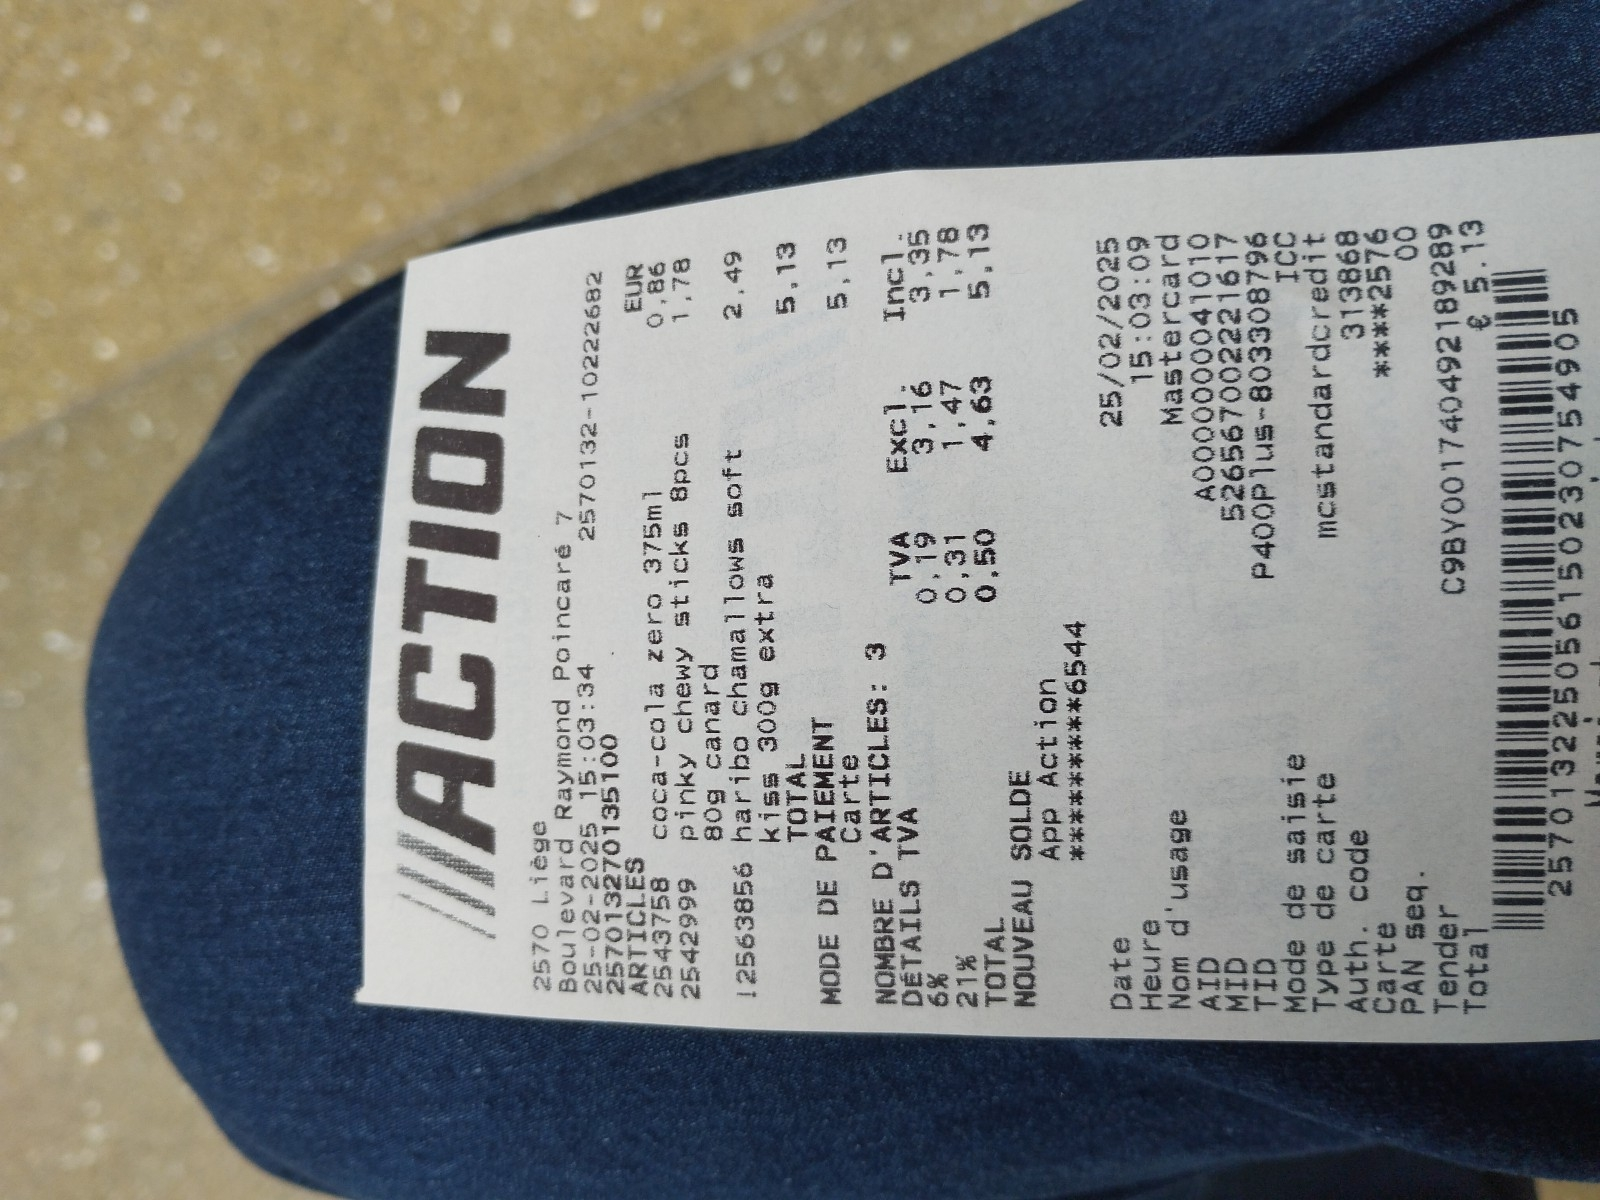 ACTION
2570 Liège
Boulevard Raymond Poincaré 7
25-02-2025 15:03:34 2570132-10222682
257013270135100
ARTICLES EUR
2543758 coca-cola zero 375ml 0,86
2542999 pinky chewy sticks 8pcs 1,78
80g canard
!2563856 haribo chamallows soft 2,49
kiss 300g extra
TOTAL 5,13
MODE DE PAIEMENT
Carte 5,13
NOMBRE D'ARTICLES: 3
DÉTAILS TVA TVA Excl. Incl.
6% 0,19 3,16 3,35
21% 0,31 1,47 1,78
TOTAL 0,50 4,63 5,13
NOUVEAU SOLDE
App Action
*********6544
Date 25/02/2025
Heure 15:03:09
Nom d'usage Mastercard
AID A0000000041010
MID 526567002221617
TID P400Plus-803308796
Mode de saisie ICC
Type de carte mcstandardcredit
Auth. code 313868
Carte ****2576
PAN seq. 00
Tender C9BY001740492189289
Total € 5.13